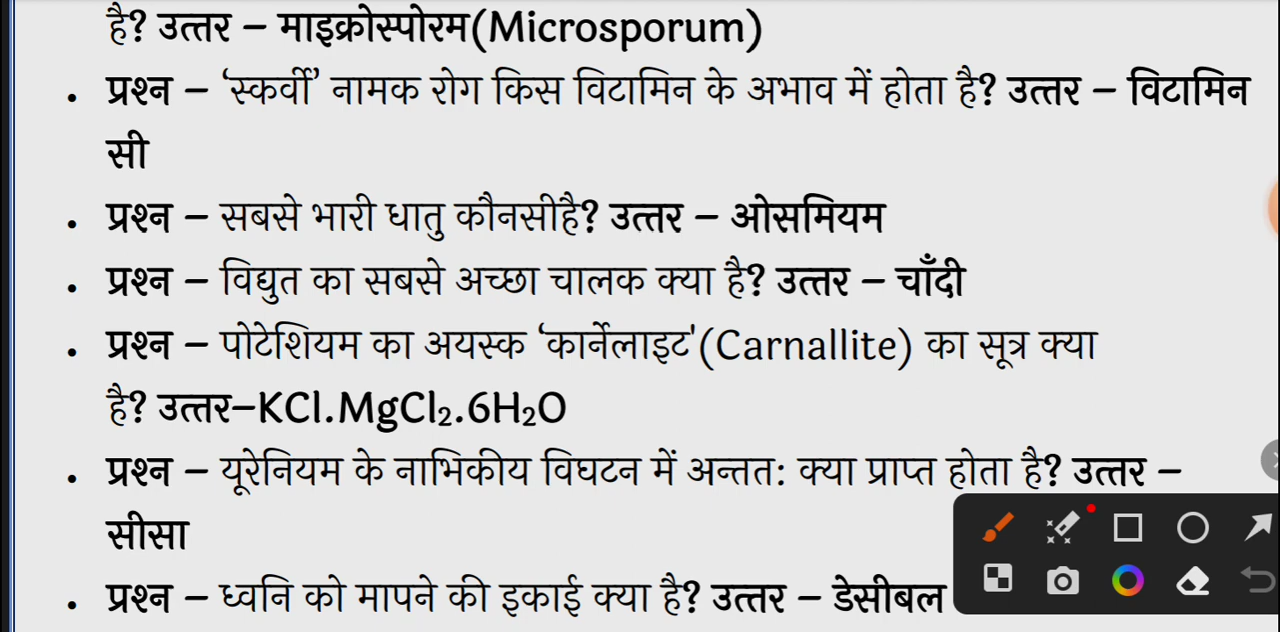 है? उत्तर – माइक्रोस्पोरम(Microsporum)
• प्रश्न – ‘स्कर्वी’ नामक रोग किस विटामिन के अभाव में होता है? उत्तर – विटामिन
सी
• प्रश्न – सबसे भारी धातु कौनसीहै? उत्तर – ओसमियम
• प्रश्न – विद्युत का सबसे अच्छा चालक क्या है? उत्तर – चाँदी
• प्रश्न – पोटेशियम का अयस्क ‘कार्नेलाइट'(Carnallite) का सूत्र क्या
है? उत्तर–KCl.MgCl₂.6H₂O
• प्रश्न – यूरेनियम के नाभिकीय विघटन में अन्तत: क्या प्राप्त होता है? उत्तर –
सीसा
• प्रश्न – ध्वनि को मापने की इकाई क्या है? उत्तर – डेसीबल